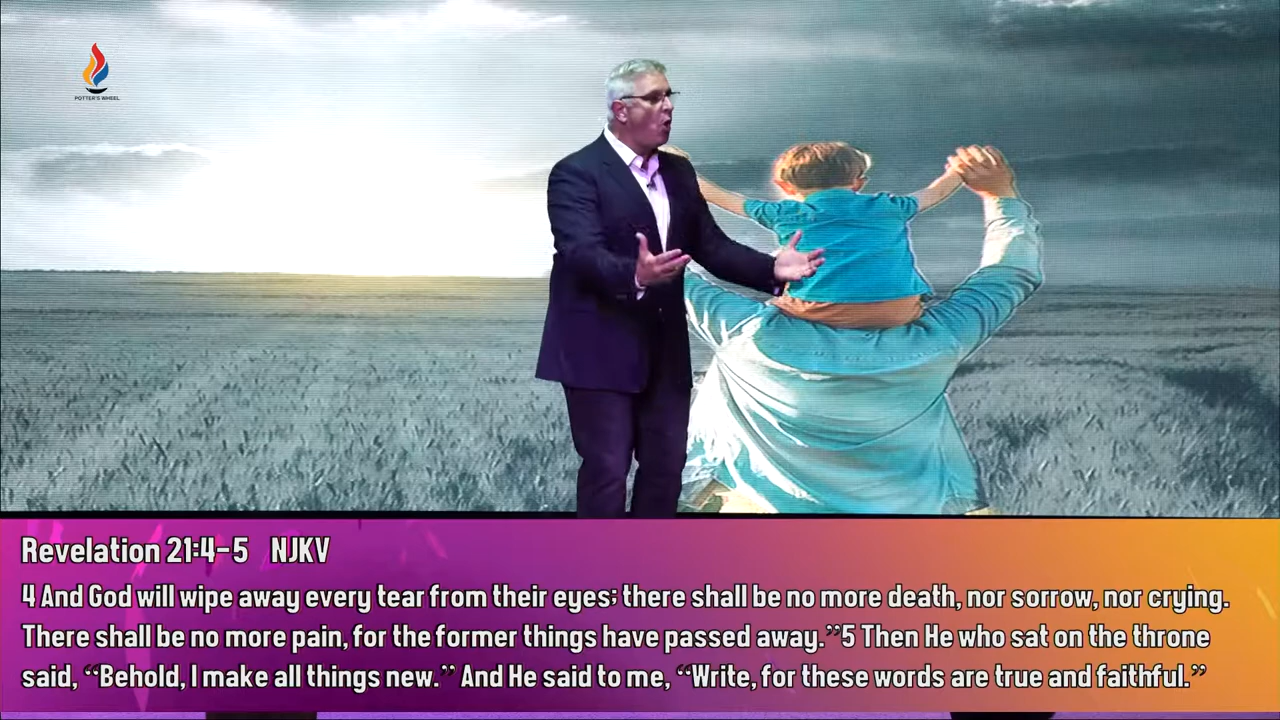 POTTER'S WHEEL
Revelation 21:4-5 NJKV
4 And God will wipe away every tear from their eyes; there shall be no more death, nor sorrow, nor crying.
There shall be no more pain, for the former things have passed away.”5 Then He who sat on the throne
said, “Behold, I make all things new.” And He said to me, “Write, for these words are true and faithful.”